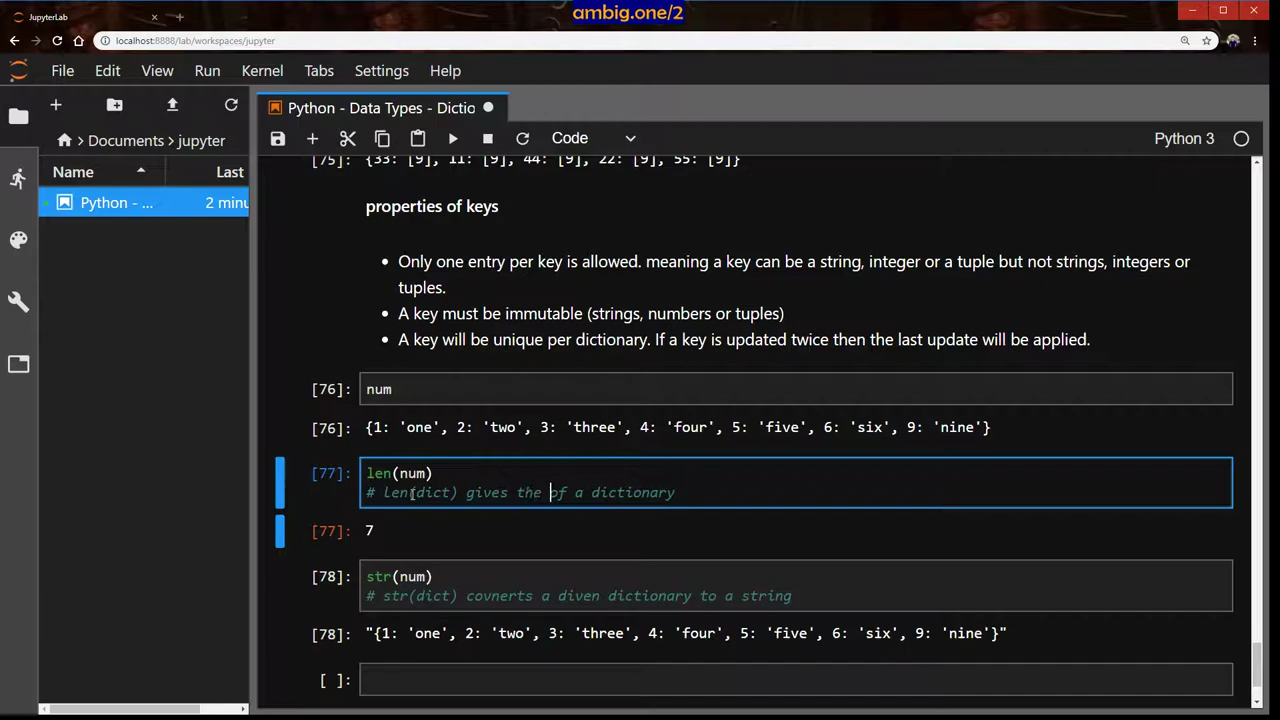 ambig.one/2
JupyterLab
localhost:8888/lab/workspaces/jupyter
File Edit View Run Kernel Tabs Settings Help
Python - Data Types - Dictio
Documents jupyter
Code
Python 3
Name Last
Python - ... 2 minu
[75]: {33: [9], 11: [9], 44: [9], 22: [9], 55: [9]}
properties of keys
• Only one entry per key is allowed. meaning a key can be a string, integer or a tuple but not strings, integers or
tuples.
• A key must be immutable (strings, numbers or tuples)
• A key will be unique per dictionary. If a key is updated twice then the last update will be applied.
[76]: num
[76]: {1: 'one', 2: 'two', 3: 'three', 4: 'four', 5: 'five', 6: 'six', 9: 'nine'}
[77]: len(num)
# len(dict) gives the of a dictionary
[77]: 7
[78]: str(num)
# str(dict) covnerts a diven dictionary to a string
[78]: "{1: 'one', 2: 'two', 3: 'three', 4: 'four', 5: 'five', 6: 'six', 9: 'nine'}"
[ ]: